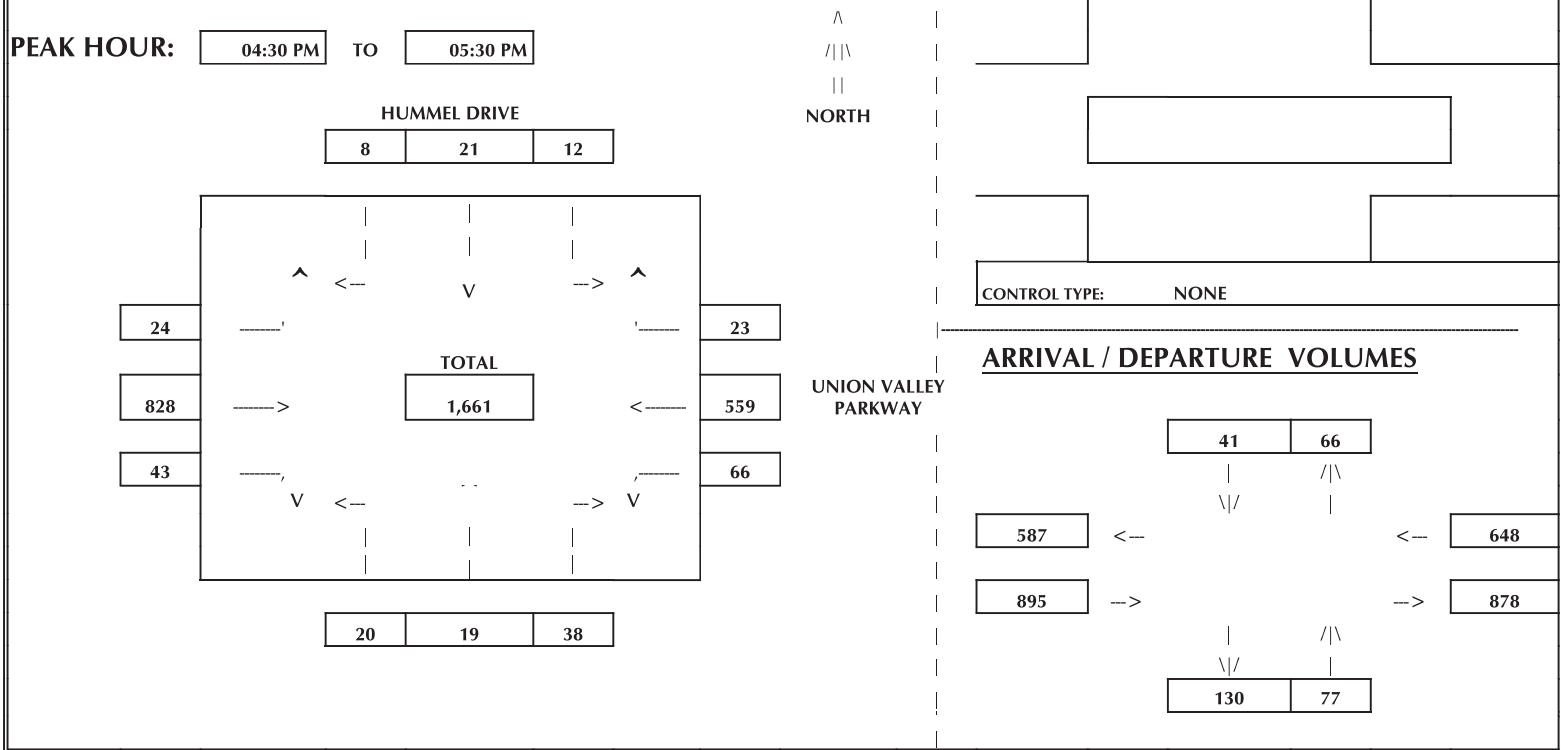 PEAK HOUR: 04:30 PM TO 05:30 PM
NORTH
HUMMEL DRIVE
8 21 12
24
828
43
TOTAL
1,661
23
559
66
UNION VALLEY
PARKWAY
20 19 38
CONTROL TYPE: NONE
ARRIVAL / DEPARTURE VOLUMES
41 66
587 648
895 878
130 77